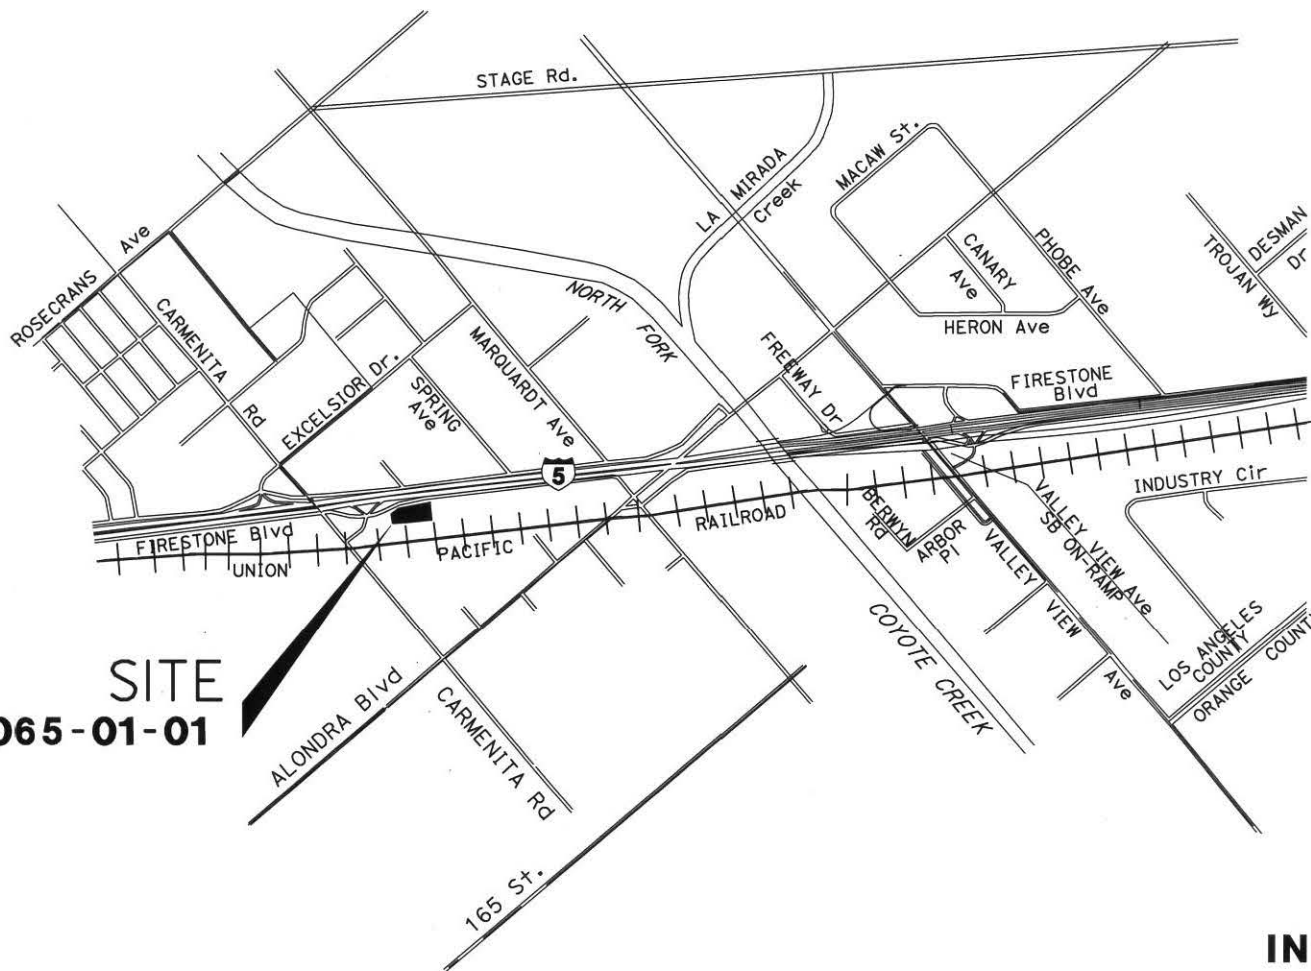 STAGE Rd.
MACAW St.
LA MIRADA
Creek
ROSECRANS Ave
CANARY
Ave
PHOBE Ave
TROJAN Wy
DESMAN
Dr
NORTH
FORK
HERON Ave
CARMENITA
Rd
MARQUARDT Ave
FREEWAY Dr
EXCELSIOR Dr.
SPRING
Ave
FIRESTONE
Blvd
5
INDUSTRY Cir
FIRESTONE Blvd
UNION
PACIFIC
RAILROAD
BERWYN
Rd
ARBOR
Pl
VALLEY VIEW Ave
SB ON-RAMP
VALLEY VIEW Ave
COYOTE CREEK
LOS ANGELES
COUNTY
ORANGE COUNT
SITE
065-01-01
ALONDRA Blvd
CARMENITA Rd
165 St.
IN